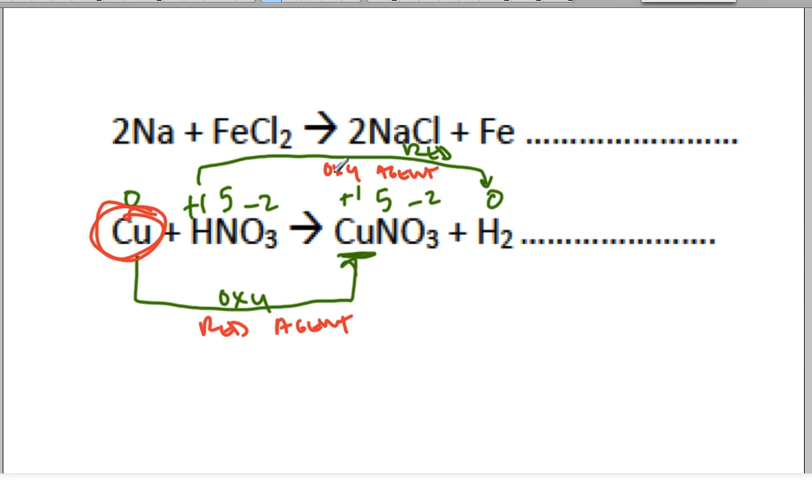 2Na + FeCl₂ → 2NaCl + Fe ........................
RED
OXY AGENT
0 +1 5 -2 +1 5 -2 0
Cu + HNO₃ → CuNO₃ + H₂ ......................
OXY
RED AGENT